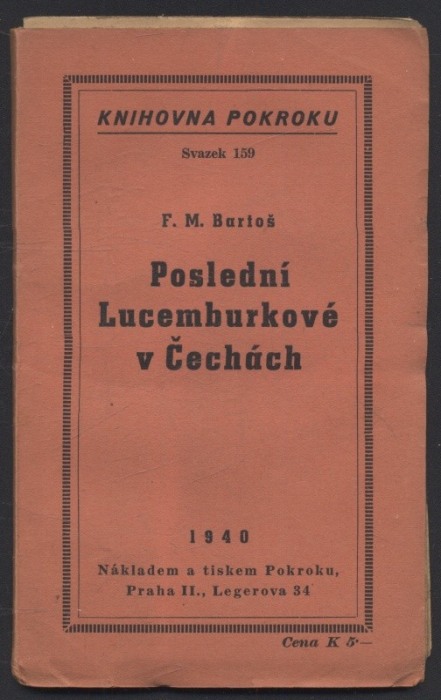 KNIHOVNA POKROKU
Svazek 159
F. M. Bartoš
Poslední
Lucemburkové
v Čechách
1940
Nákladem a tiskem Pokroku,
Praha II., Legerova 34
Cena K 5·—